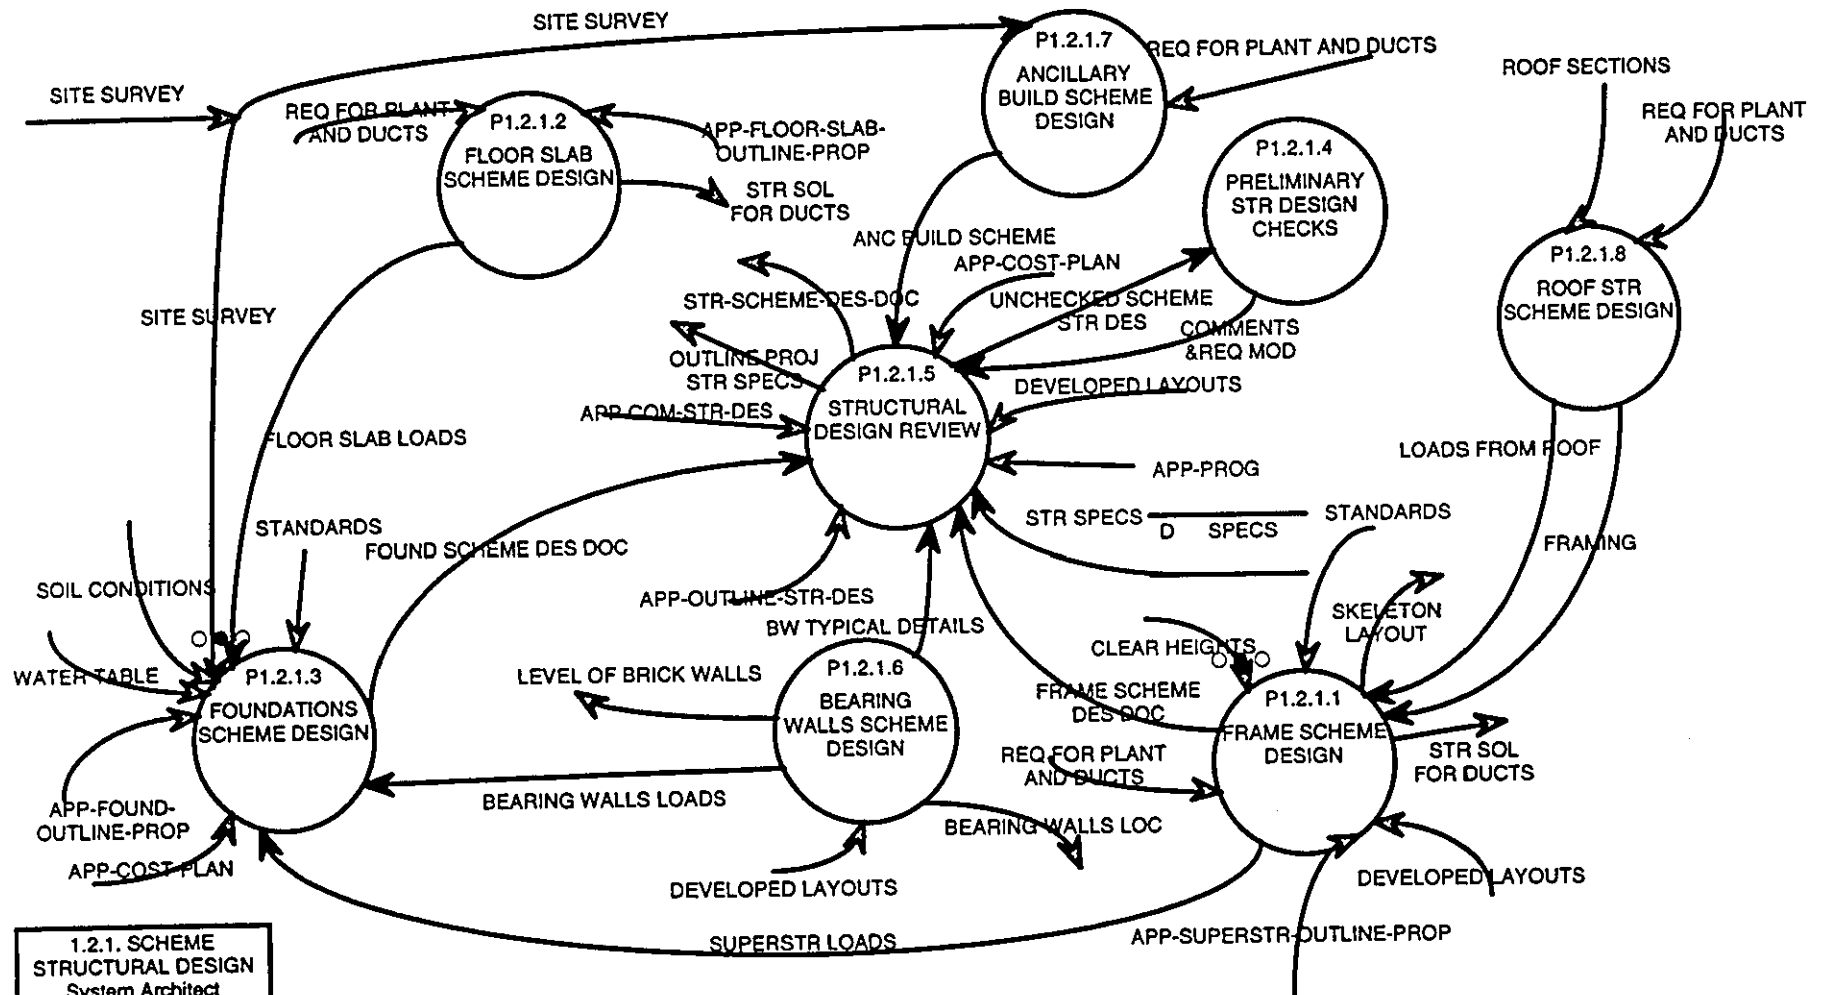 SITE SURVEY
SITE SURVEY
REQ FOR PLANT
AND DUCTS
P1.2.1.2
FLOOR SLAB
SCHEME DESIGN
APP-FLOOR-SLAB-
OUTLINE-PROP
STR SOL
FOR DUCTS
P1.2.1.7
ANCILLARY
BUILD SCHEME
DESIGN
REQ FOR PLANT AND DUCTS
P1.2.1.4
PRELIMINARY
STR DESIGN
CHECKS
ROOF SECTIONS
REQ FOR PLANT
AND DUCTS
P1.2.1.8
ROOF STR
SCHEME DESIGN
ANC BUILD SCHEME
APP-COST-PLAN
STR-SCHEME-DES-DOC
UNCHECKED SCHEME
STR DES
COMMENTS
&REQ MOD
SITE SURVEY
OUTLINE PROJ
STR SPECS
P1.2.1.5
STRUCTURAL
DESIGN REVIEW
DEVELOPED LAYOUTS
APP COM-STR-DES
FLOOR SLAB LOADS
APP-PROG
LOADS FROM ROOF
STR SPECS
D SPECS
STANDARDS
FRAMING
STANDARDS
FOUND SCHEME DES DOC
SOIL CONDITIONS
APP-OUTLINE-STR-DES
BW TYPICAL DETAILS
SKELETON
LAYOUT
CLEAR HEIGHTS
WATER TABLE
P1.2.1.3
FOUNDATIONS
SCHEME DESIGN
LEVEL OF BRICK WALLS
P1.2.1.6
BEARING
WALLS SCHEME
DESIGN
FRAME SCHEME
DES DOC
P1.2.1.1
FRAME SCHEME
DESIGN
REQ FOR PLANT
AND DUCTS
STR SOL
FOR DUCTS
APP-FOUND-
OUTLINE-PROP
BEARING WALLS LOADS
BEARING WALLS LOC
APP-COST-PLAN
DEVELOPED LAYOUTS
DEVELOPED LAYOUTS
SUPERSTR LOADS
APP-SUPERSTR-OUTLINE-PROP
1.2.1. SCHEME
STRUCTURAL DESIGN
System Architect